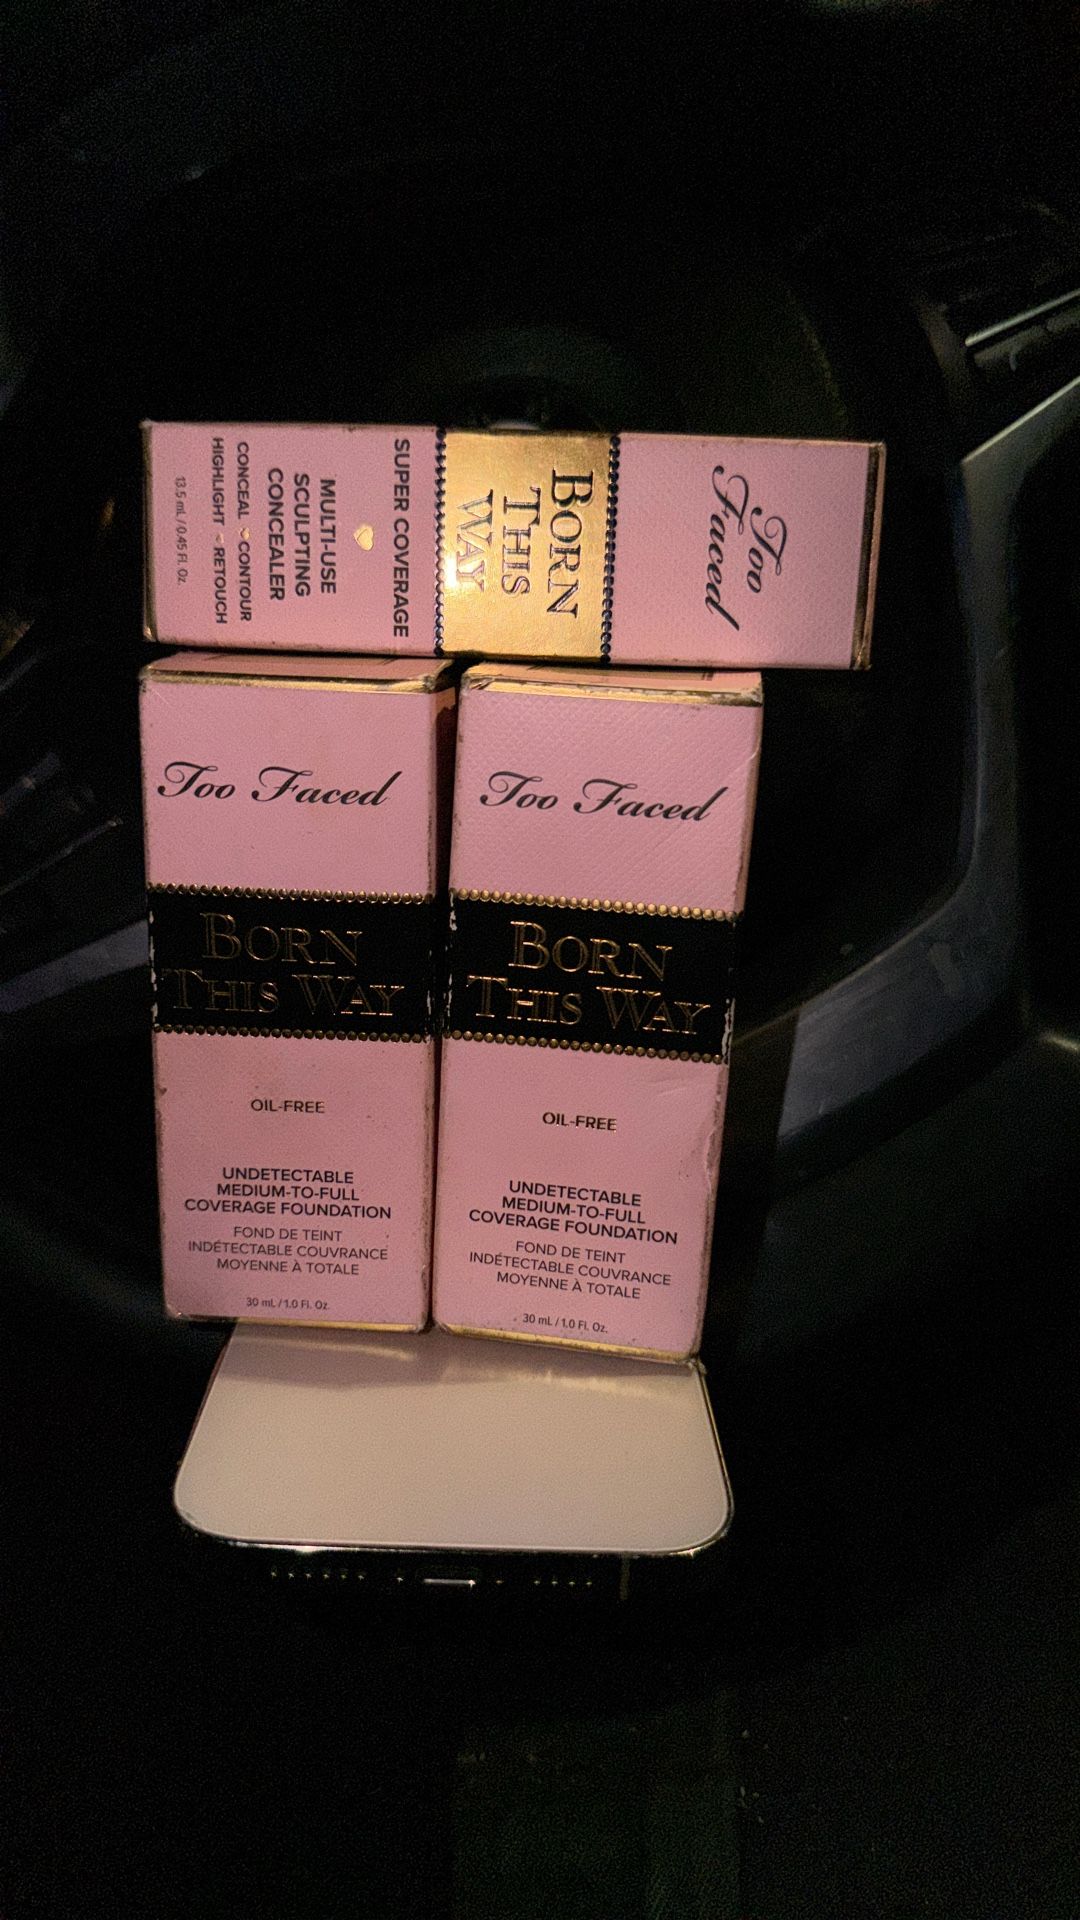 Too
Faced
BORN
THIS
WAY
SUPER COVERAGE
MULTI-USE
SCULPTING
CONCEALER
CONCEAL CONTOUR
HIGHLIGHT RETOUCH
13.5 mL / 0.45 Fl. Oz.
Too Faced
BORN
THIS WAY
OIL-FREE
UNDETECTABLE
MEDIUM-TO-FULL
COVERAGE FOUNDATION
FOND DE TEINT
INDÉTECTABLE COUVRANCE
MOYENNE À TOTALE
30 mL / 1.0 Fl. Oz.
Too Faced
BORN
THIS WAY
OIL-FREE
UNDETECTABLE
MEDIUM-TO-FULL
COVERAGE FOUNDATION
FOND DE TEINT
INDÉTECTABLE COUVRANCE
MOYENNE À TOTALE
30 mL / 1.0 Fl. Oz.